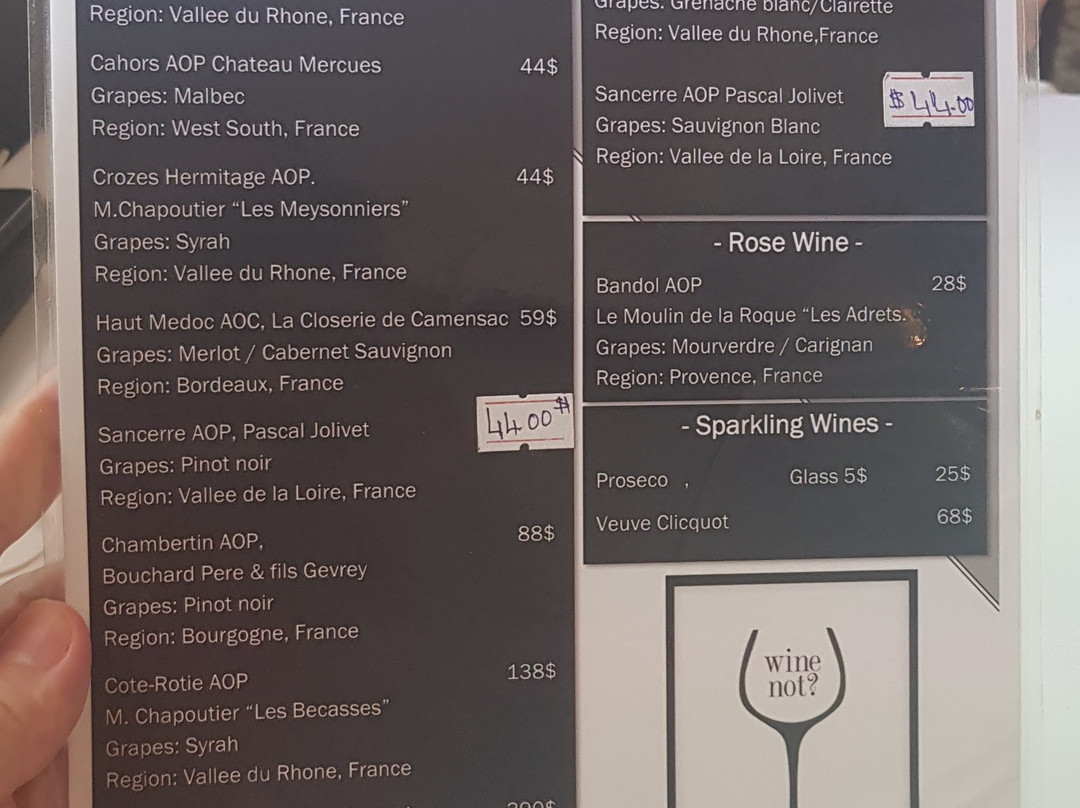 Region: Vallee du Rhone, France
Cahors AOP Chateau Mercues 44$
Grapes: Malbec
Region: West South, France
Crozes Hermitage AOP. 44$
M.Chapoutier “Les Meysonniers”
Grapes: Syrah
Region: Vallee du Rhone, France
Haut Medoc AOC, La Closerie de Camensac 59$
Grapes: Merlot / Cabernet Sauvignon
Region: Bordeaux, France
Sancerre AOP, Pascal Jolivet 44.00$
Grapes: Pinot noir
Region: Vallee de la Loire, France
Chambertin AOP, 88$
Bouchard Pere & fils Gevrey
Grapes: Pinot noir
Region: Bourgogne, France
Cote-Rotie AOP 138$
M. Chapoutier “Les Becasses”
Grapes: Syrah
Region: Vallee du Rhone, France
Grapes: Grenache blanc/Clairette
Region: Vallee du Rhone,France
Sancerre AOP Pascal Jolivet $44.00
Grapes: Sauvignon Blanc
Region: Vallee de la Loire, France
- Rose Wine -
Bandol AOP 28$
Le Moulin de la Roque “Les Adrets.
Grapes: Mourverdre / Carignan
Region: Provence, France
- Sparkling Wines -
Proseco , Glass 5$ 25$
Veuve Clicquot 68$
wine
not?